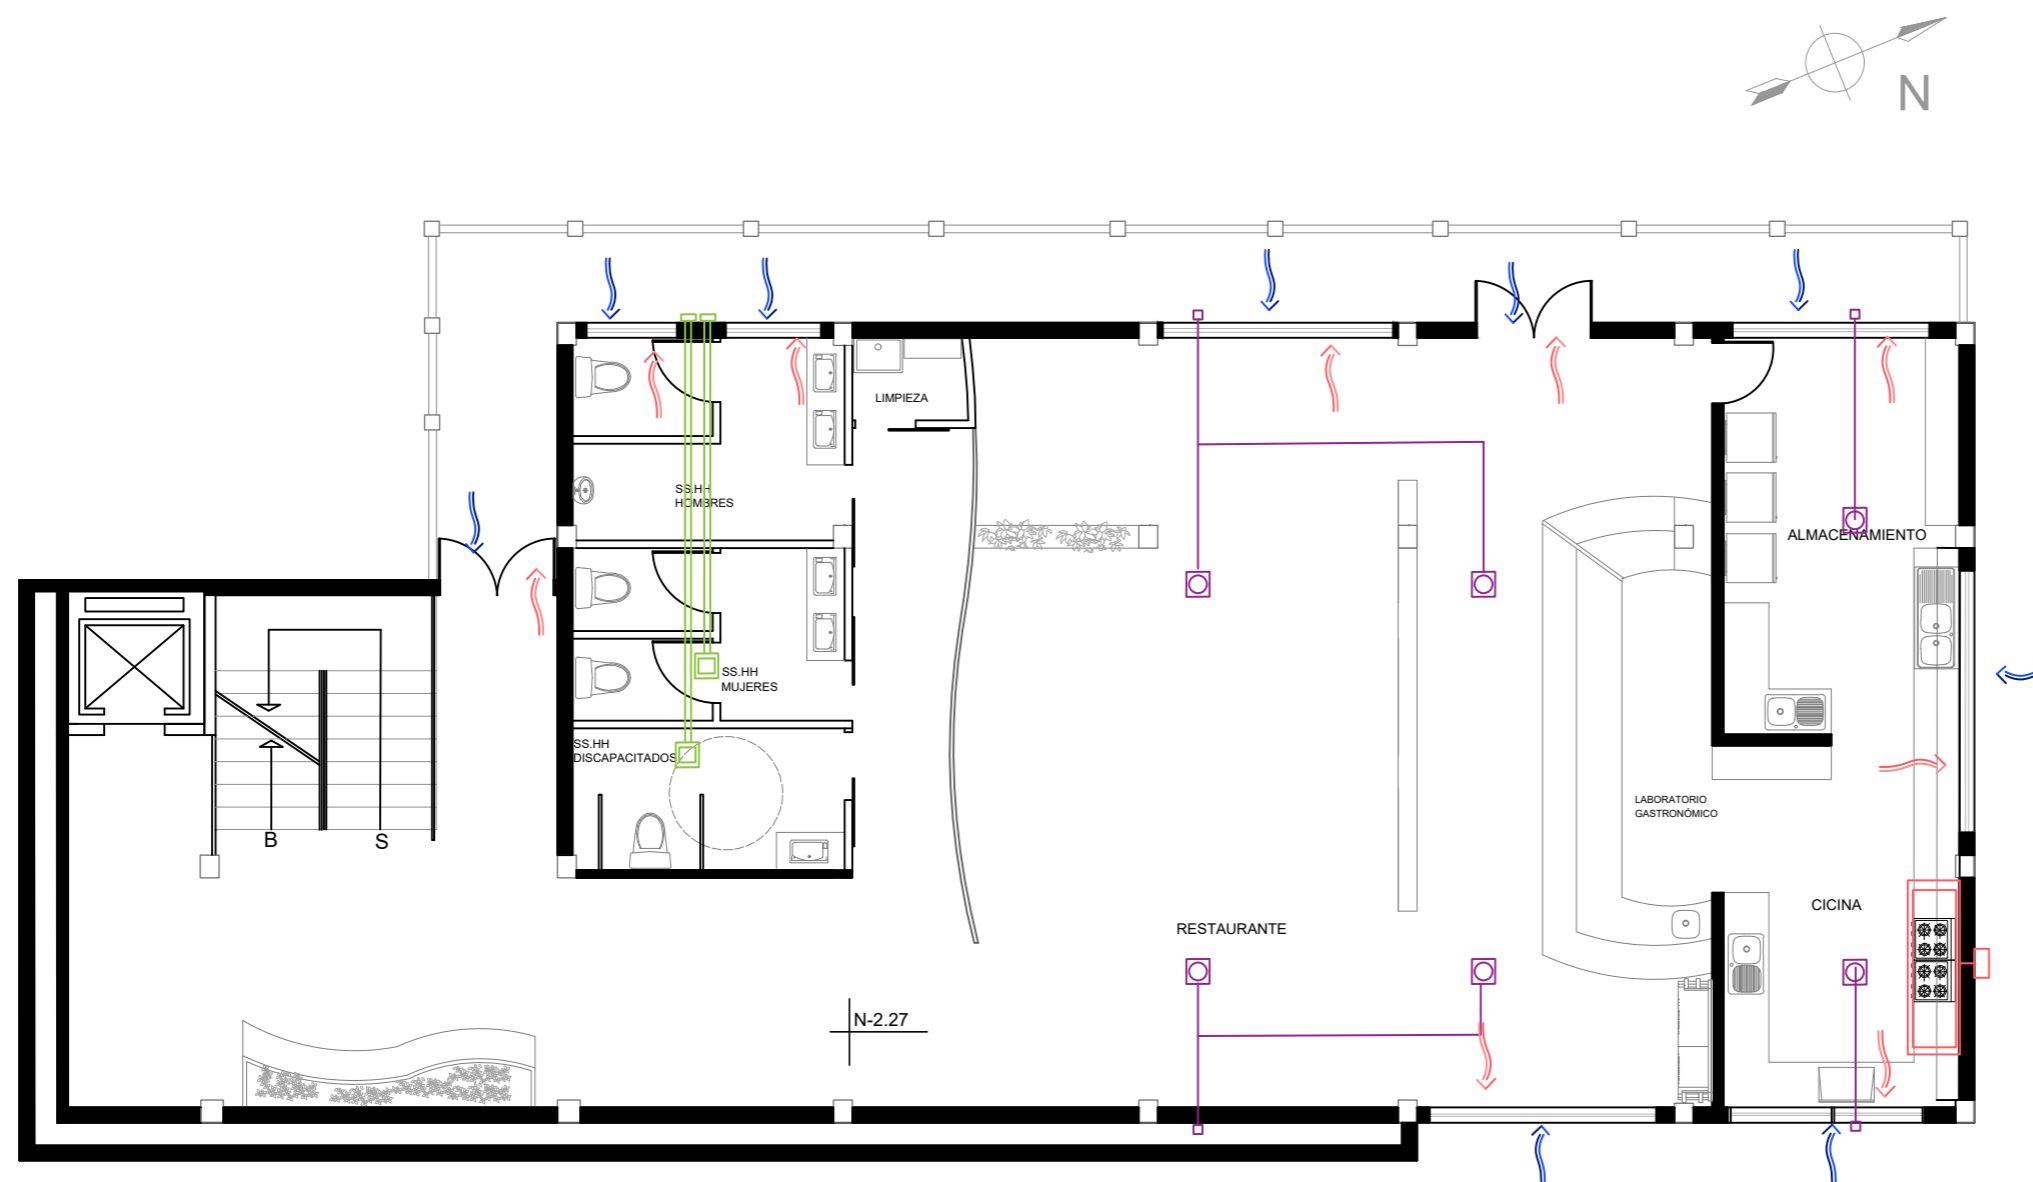 N
LIMPIEZA
SS.HH
HOMBRES
ALMACENAMIENTO
SS.HH
MUJERES
SS.HH
DISCAPACITADOS
LABORATORIO
GASTRONÓMICO
B
S
CICINA
RESTAURANTE
N-2.27